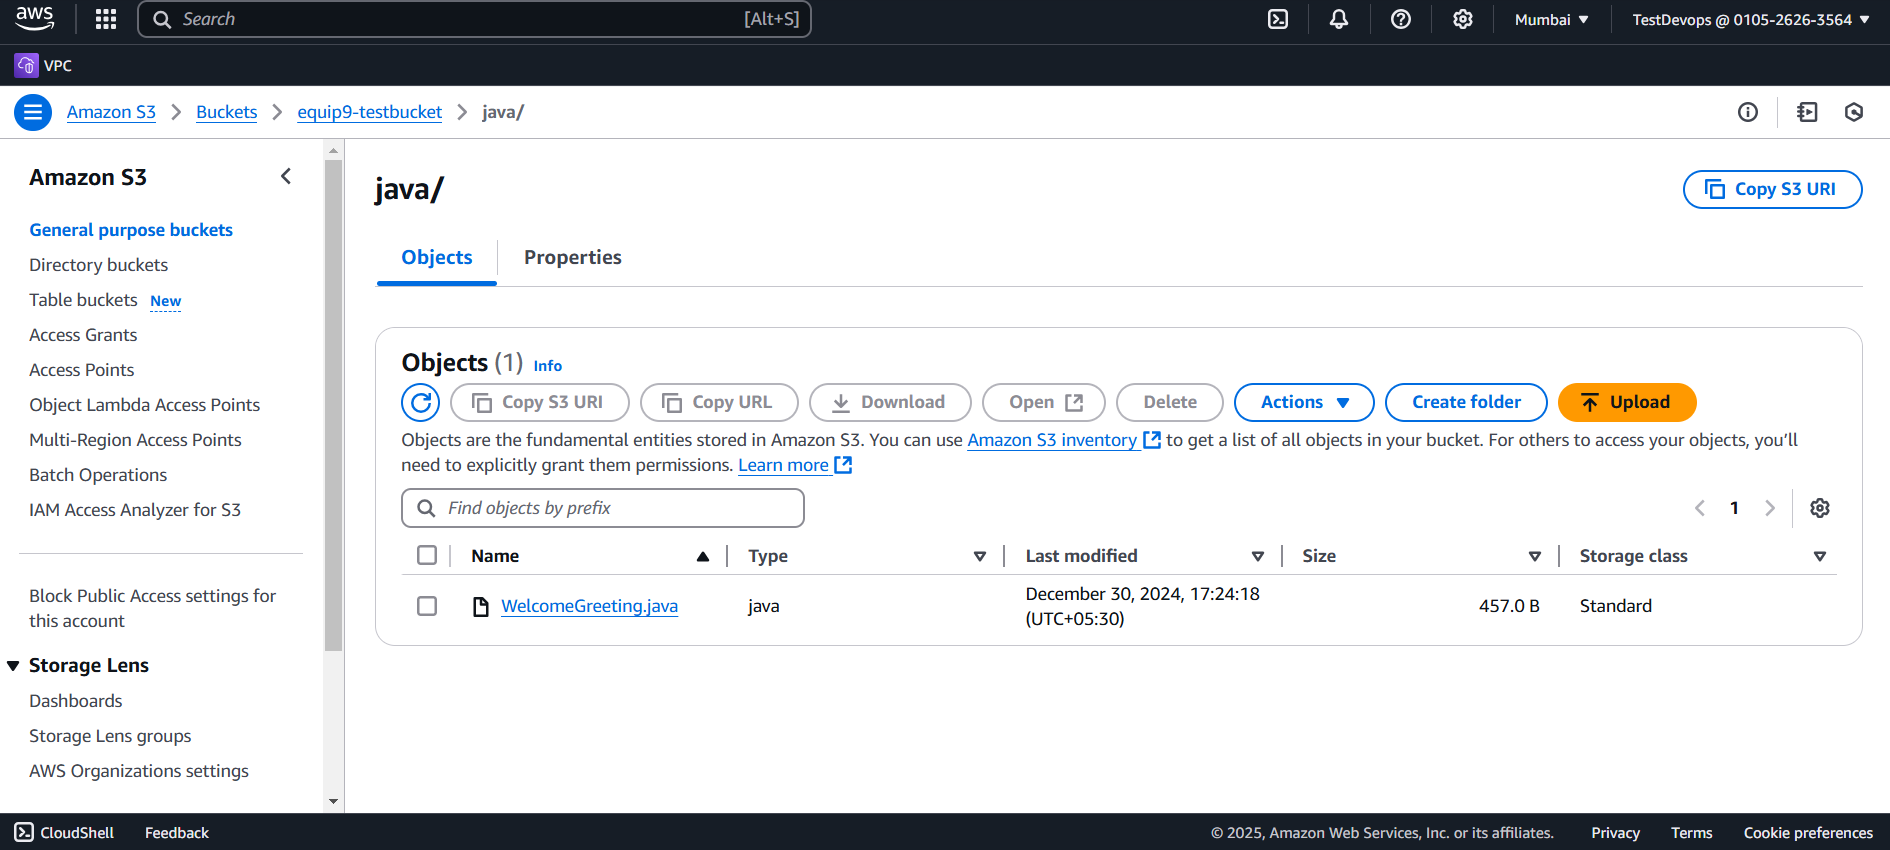 aws
Search
[Alt+S]
Mumbai
TestDevops @ 0105-2626-3564
VPC
Amazon S3
Buckets
equip9-testbucket
java/
Amazon S3
General purpose buckets
Directory buckets
Table buckets New
Access Grants
Access Points
Object Lambda Access Points
Multi-Region Access Points
Batch Operations
IAM Access Analyzer for S3
Block Public Access settings for
this account
Storage Lens
Dashboards
Storage Lens groups
AWS Organizations settings
java/
Copy S3 URI
Objects
Properties
Objects (1) Info
Copy S3 URI
Copy URL
Download
Open
Delete
Actions
Create folder
Upload
Objects are the fundamental entities stored in Amazon S3. You can use Amazon S3 inventory to get a list of all objects in your bucket. For others to access your objects, you’ll
need to explicitly grant them permissions. Learn more
Find objects by prefix
1
Name
Type
Last modified
Size
Storage class
WelcomeGreeting.java
java
December 30, 2024, 17:24:18
(UTC+05:30)
457.0 B
Standard
CloudShell
Feedback
© 2025, Amazon Web Services, Inc. or its affiliates.
Privacy
Terms
Cookie preferences